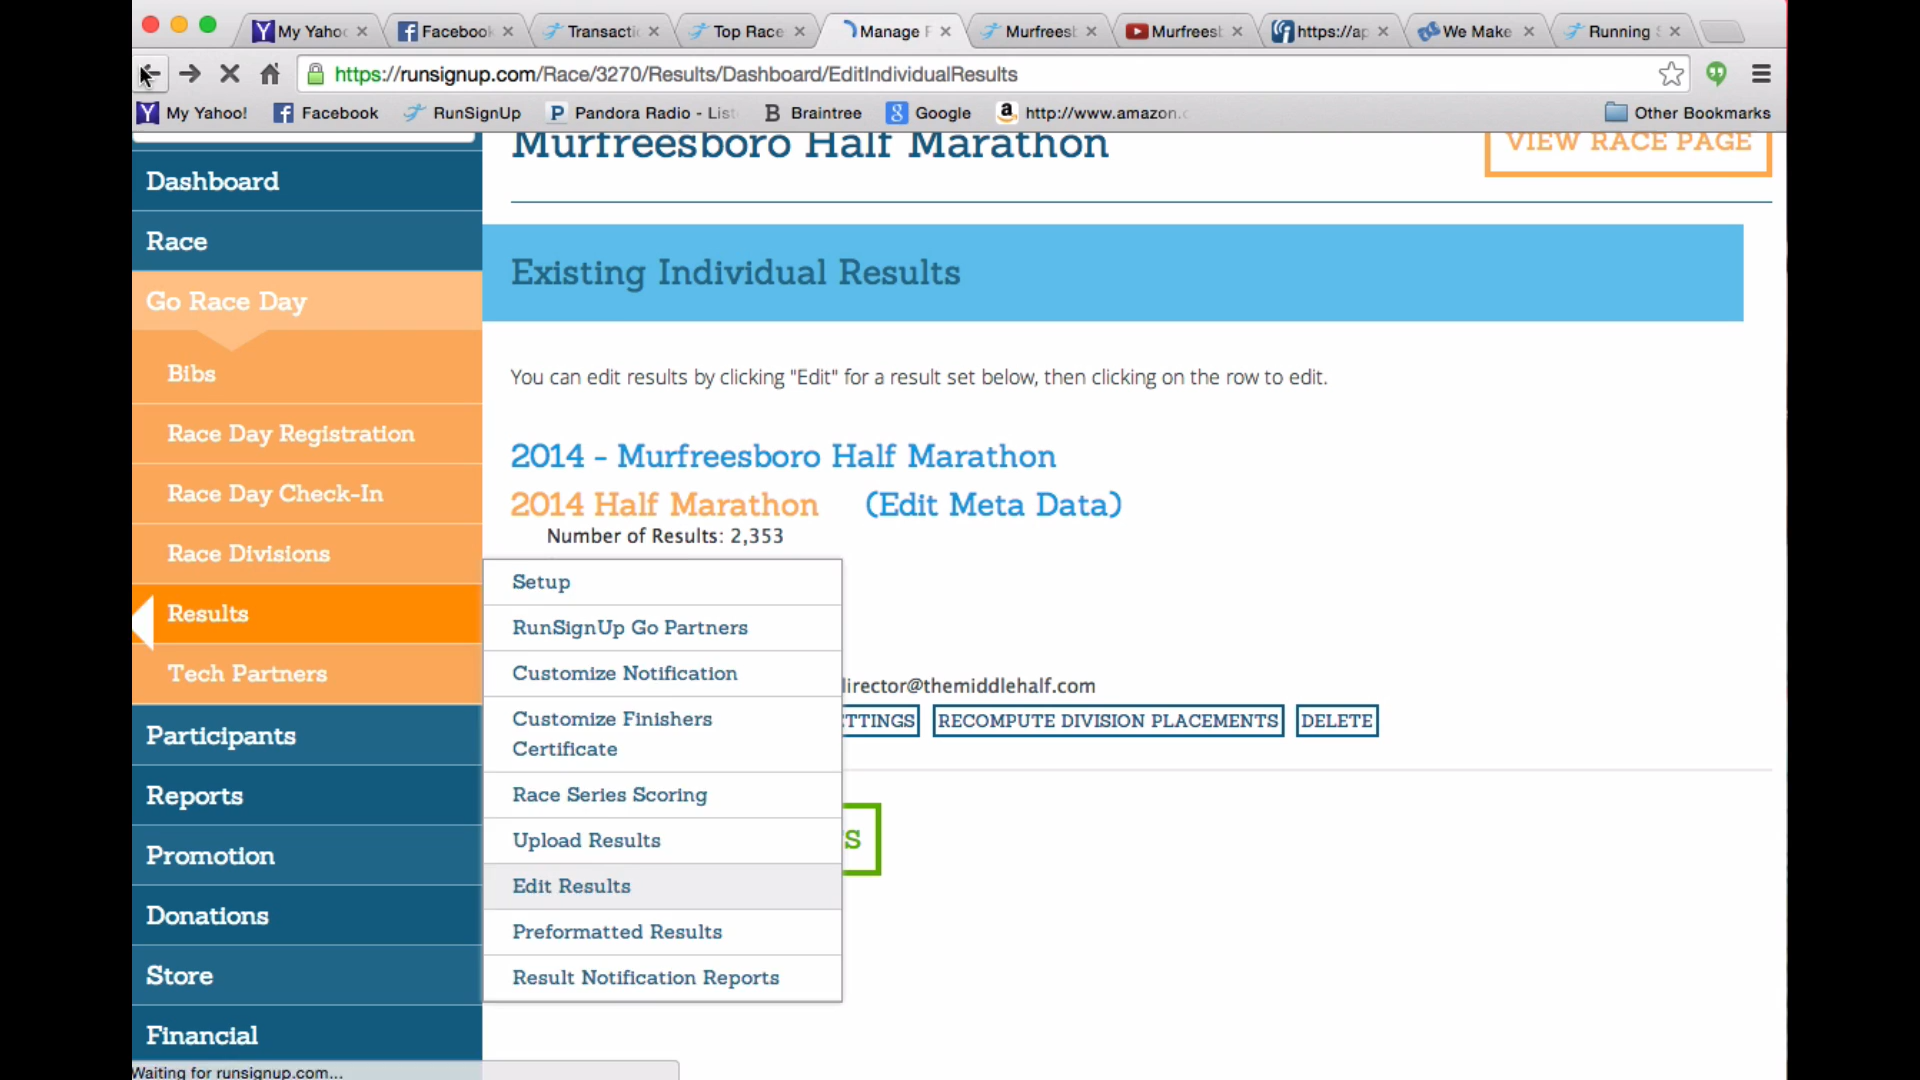 My Yahoo
Facebook
Transactio
Top Race
Manage
Murfrees
Murfrees
https://ap
We Make
Running
https://runsignup.com/Race/3270/Results/Dashboard/EditIndividualResults
My Yahoo!
Facebook
RunSignUp
Pandora Radio - List
Braintree
Google
http://www.amazon.c
Other Bookmarks
Murfreesboro Half Marathon
VIEW RACE PAGE
Dashboard
Race
Go Race Day
Bibs
Race Day Registration
Race Day Check-In
Race Divisions
Results
Tech Partners
Participants
Reports
Promotion
Donations
Store
Financial
Existing Individual Results
You can edit results by clicking "Edit" for a result set below, then clicking on the row to edit.
2014 - Murfreesboro Half Marathon
2014 Half Marathon (Edit Meta Data)
Number of Results: 2,353
Setup
RunSignUp Go Partners
Customize Notification
Customize Finishers
Certificate
Race Series Scoring
Upload Results
Edit Results
Preformatted Results
Result Notification Reports
director@themiddlehalf.com
TTINGS
RECOMPUTE DIVISION PLACEMENTS
DELETE
S
Waiting for runsignup.com...